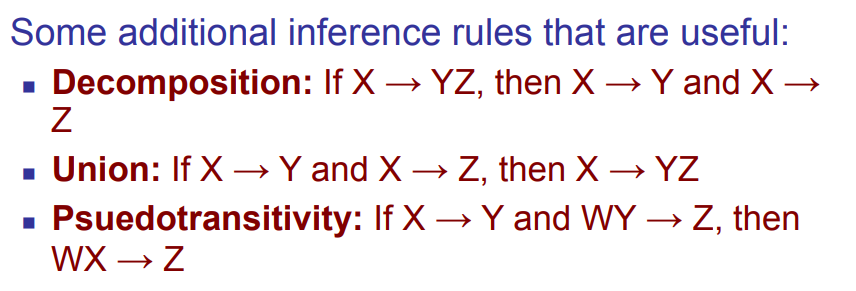 Some additional inference rules that are useful:
▪ Decomposition: If X → YZ, then X → Y and X →
Z
▪ Union: If X → Y and X → Z, then X → YZ
▪ Psuedotransitivity: If X → Y and WY → Z, then
WX → Z